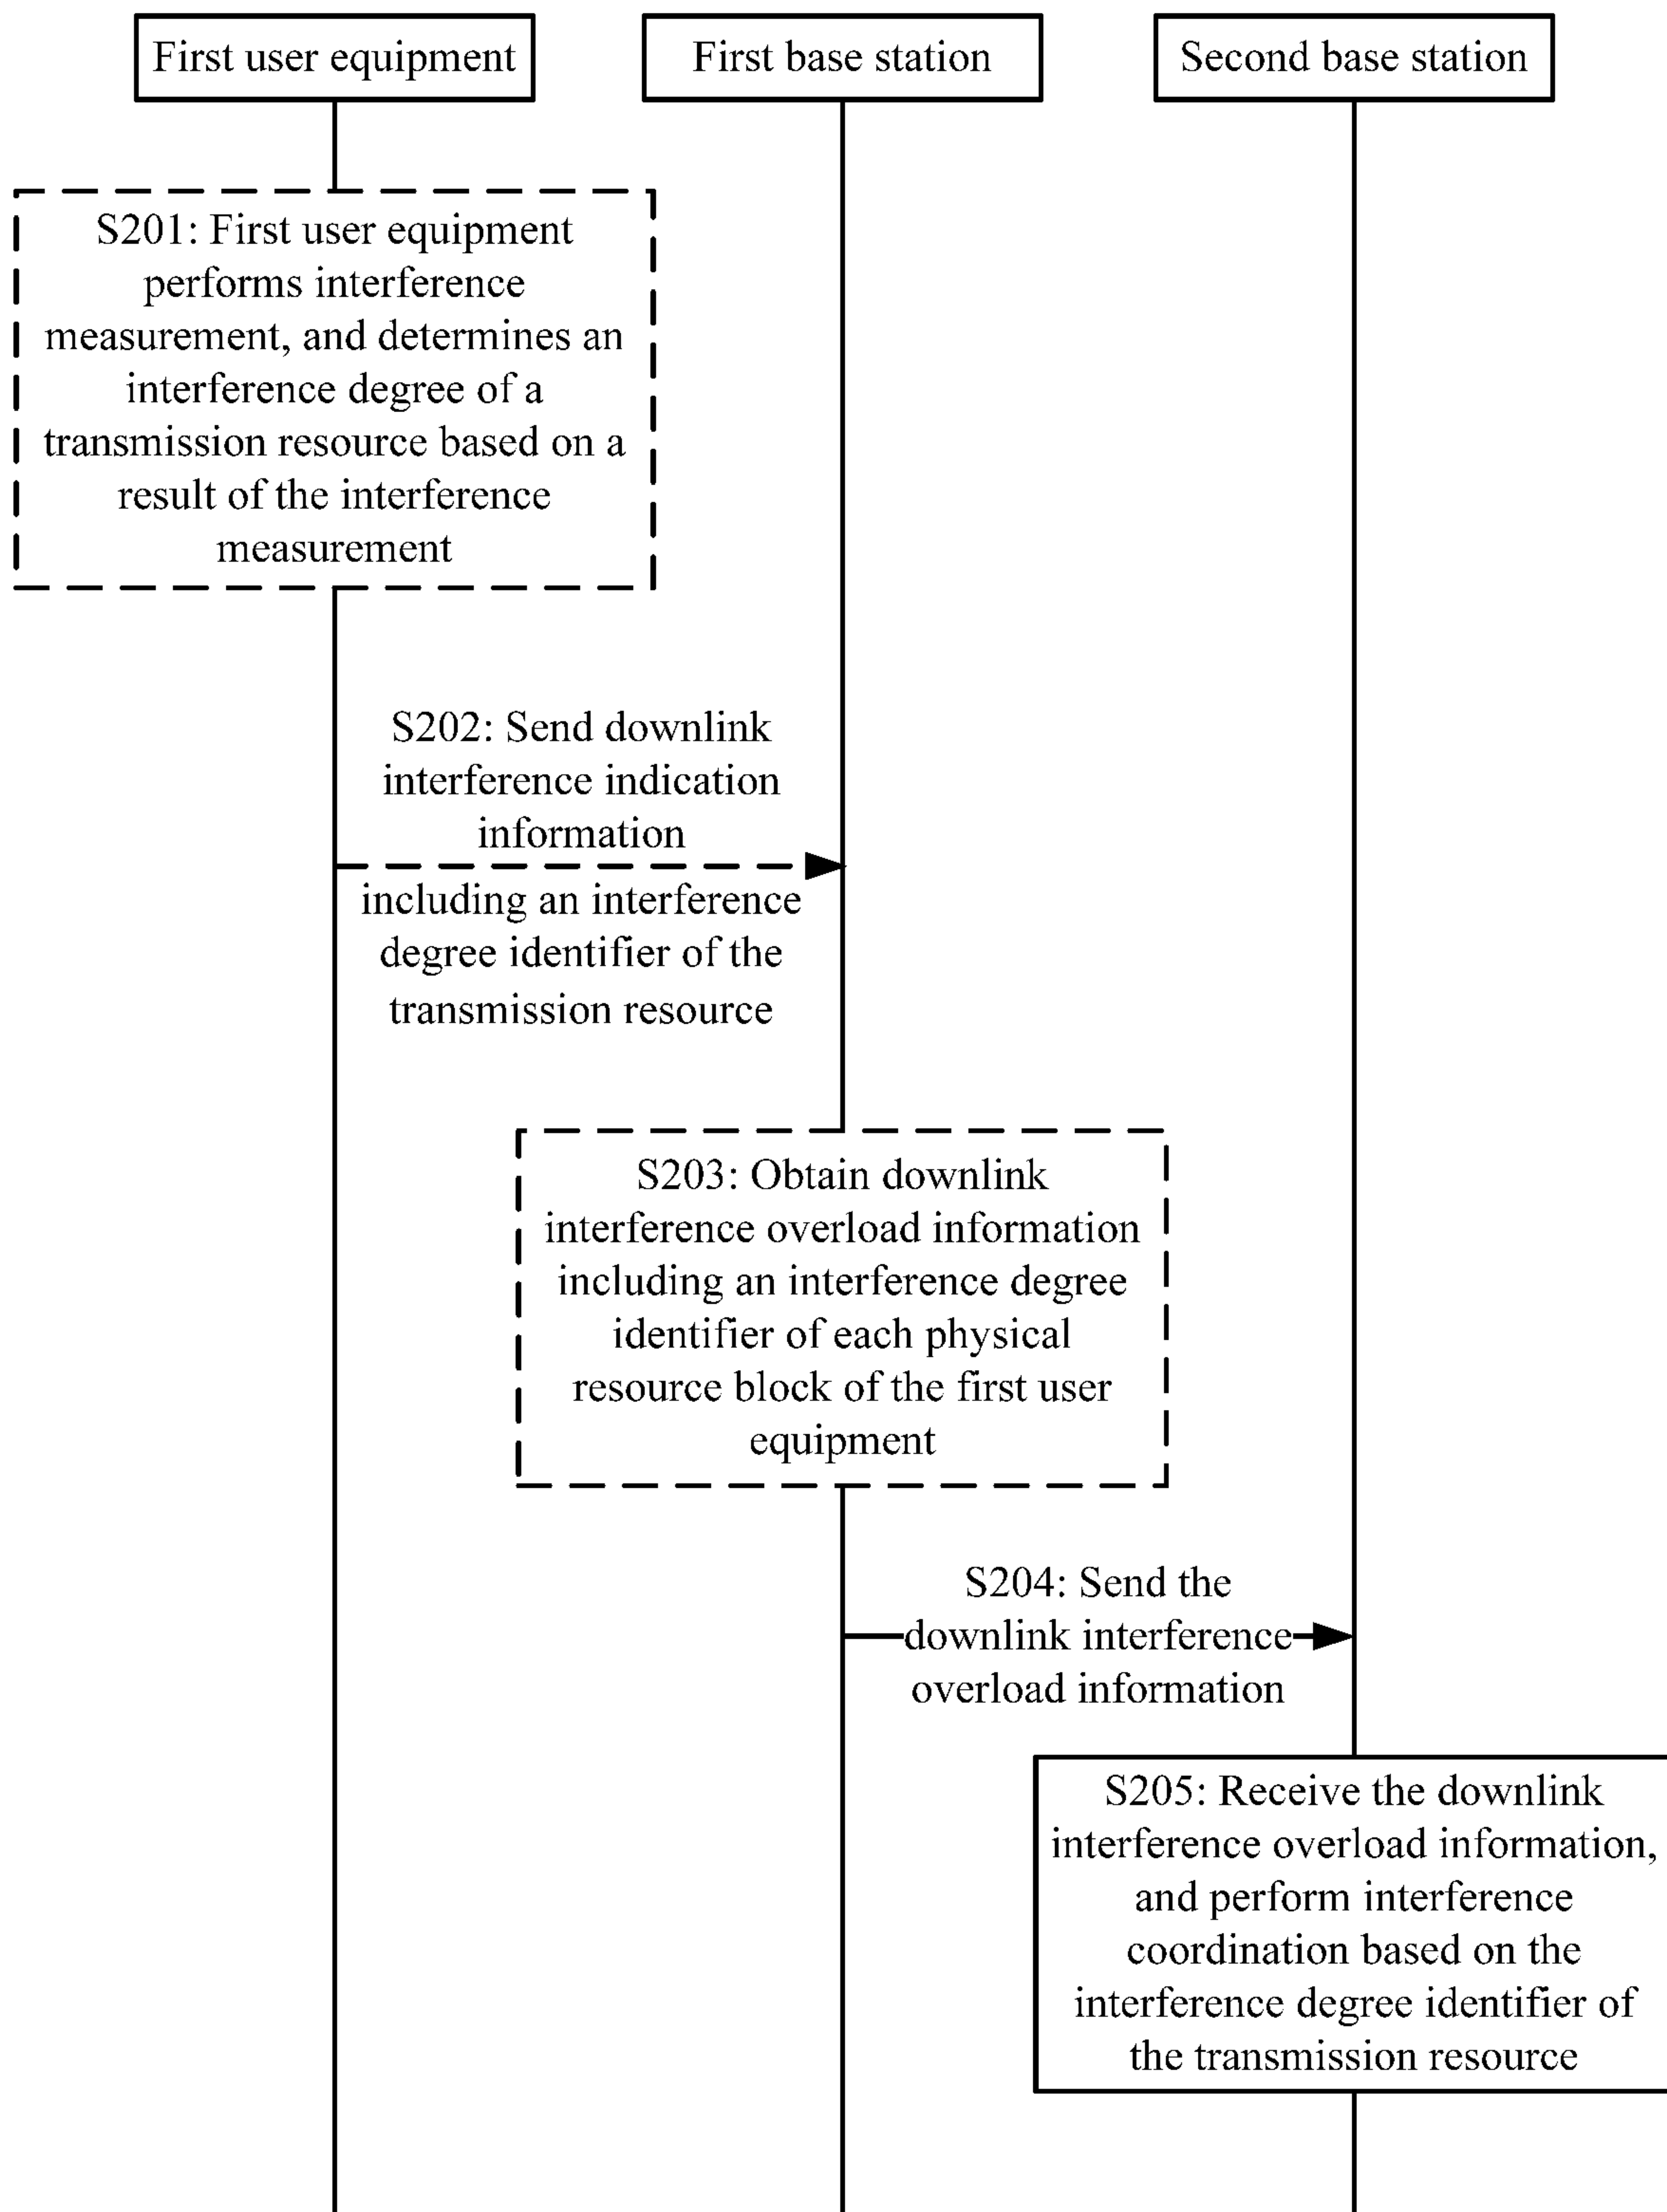 First user equipment
First base station
Second base station
S201: First user equipment
performs interference
measurement, and determines an
interference degree of a
transmission resource based on a
result of the interference
measurement
S202: Send downlink
interference indication
information
including an interference
degree identifier of the
transmission resource
S203: Obtain downlink
interference overload information
including an interference degree
identifier of each physical
resource block of the first user
equipment
S204: Send the
downlink interference
overload information
S205: Receive the downlink
interference overload information,
and perform interference
coordination based on the
interference degree identifier of
the transmission resource